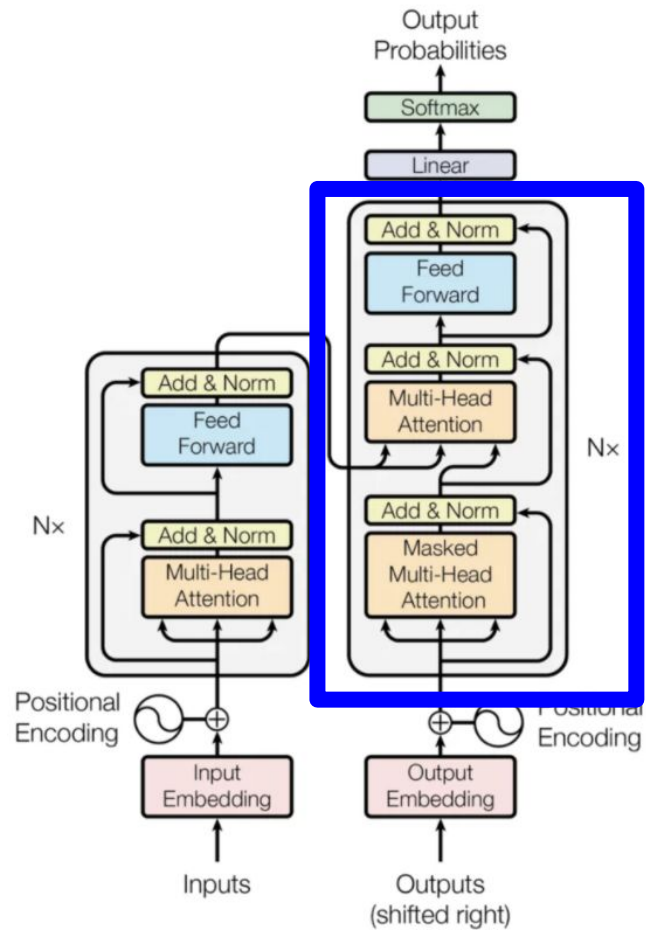 Output
Probabilities
Softmax
Linear
Add & Norm
Feed
Forward
Add & Norm
Multi-Head
Attention
N×
Add & Norm
Masked
Multi-Head
Attention
Add & Norm
Feed
Forward
N×
Add & Norm
Multi-Head
Attention
Positional
Encoding
Positional
Encoding
Input
Embedding
Output
Embedding
Inputs
Outputs
(shifted right)